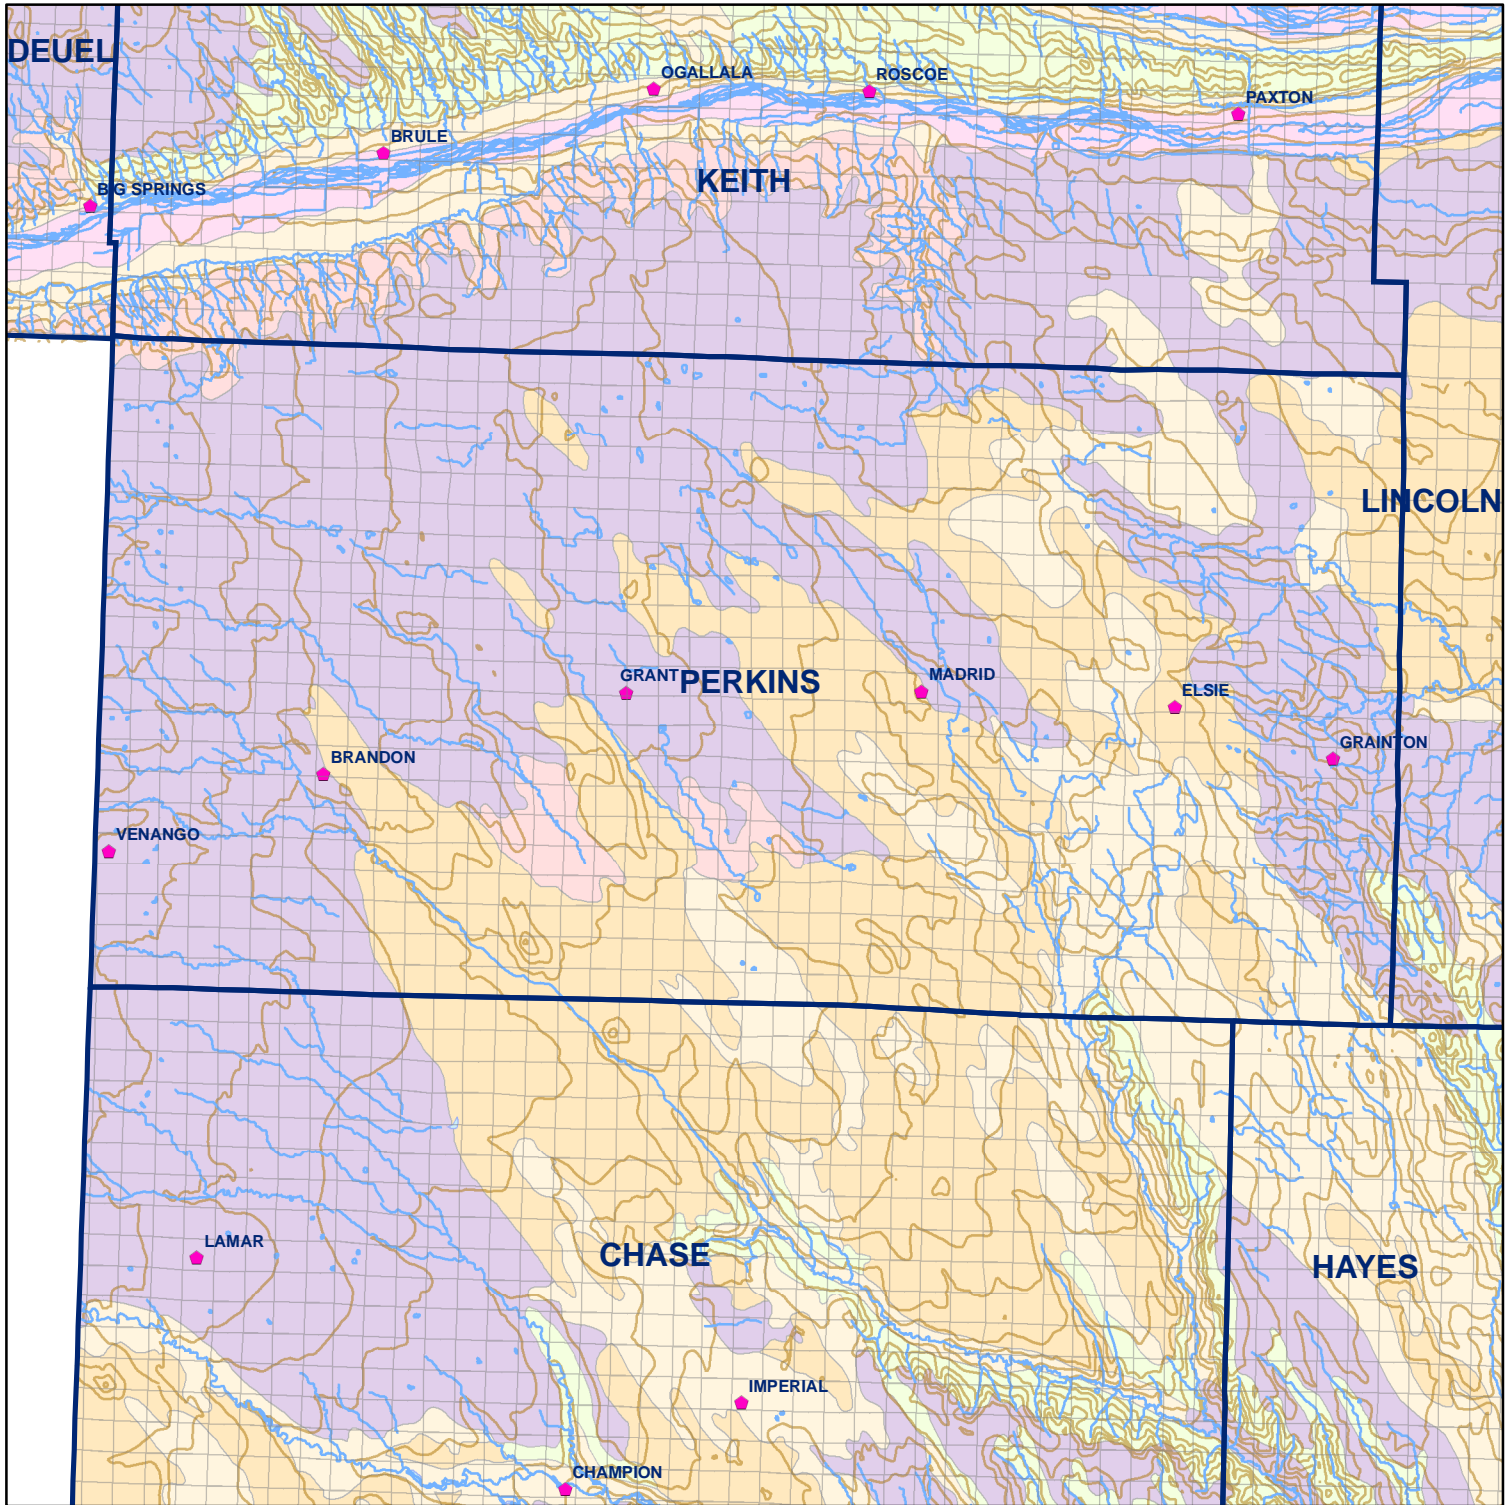 DEUEL
OGALLALA
ROSCOE
PAXTON
BRULE
KEITH
BIG SPRINGS
LINCOLN
GRANT
PERKINS
MADRID
ELSIE
GRAINTON
BRANDON
VENANGO
LAMAR
CHASE
HAYES
IMPERIAL
CHAMPION